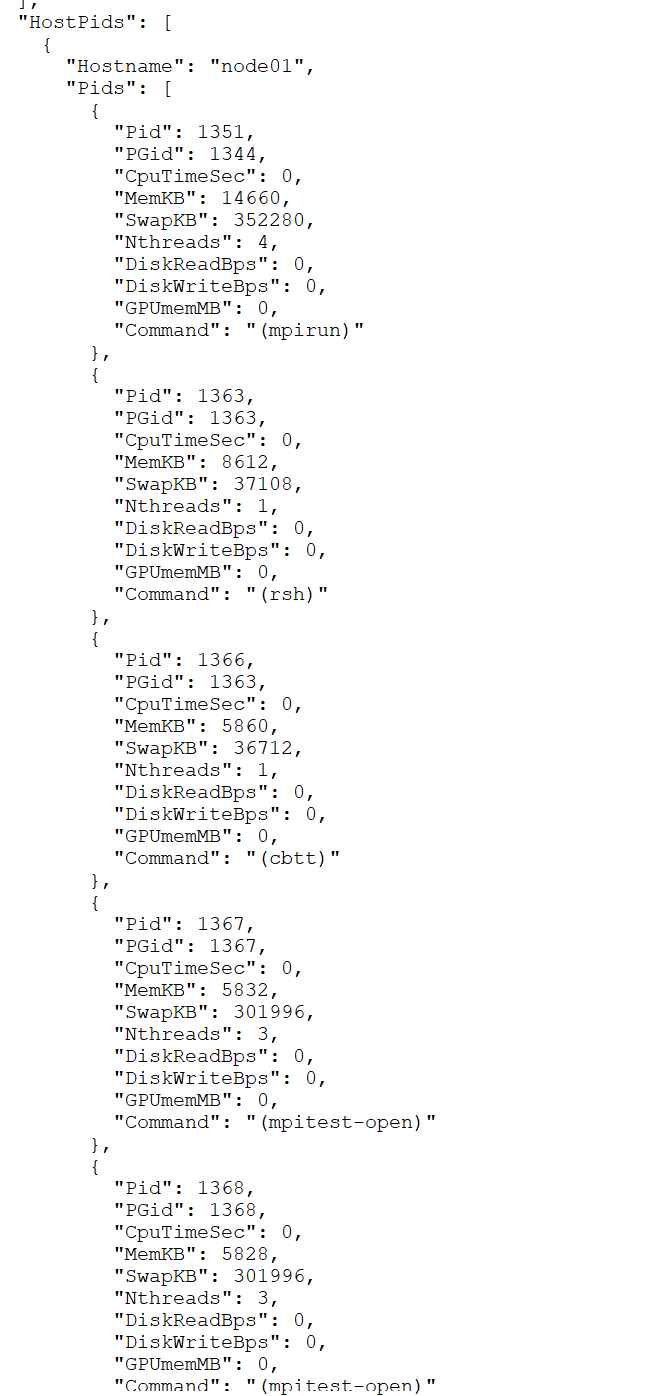 ],
"HostPids": [
{
"Hostname": "node01",
"Pids": [
{
"Pid": 1351,
"PGid": 1344,
"CpuTimeSec": 0,
"MemKB": 14660,
"SwapKB": 352280,
"Nthreads": 4,
"DiskReadBps": 0,
"DiskWriteBps": 0,
"GPUmemMB": 0,
"Command": "(mpirun)"
},
{
"Pid": 1363,
"PGid": 1363,
"CpuTimeSec": 0,
"MemKB": 8612,
"SwapKB": 37108,
"Nthreads": 1,
"DiskReadBps": 0,
"DiskWriteBps": 0,
"GPUmemMB": 0,
"Command": "(rsh)"
},
{
"Pid": 1366,
"PGid": 1363,
"CpuTimeSec": 0,
"MemKB": 5860,
"SwapKB": 36712,
"Nthreads": 1,
"DiskReadBps": 0,
"DiskWriteBps": 0,
"GPUmemMB": 0,
"Command": "(cbtt)"
},
{
"Pid": 1367,
"PGid": 1367,
"CpuTimeSec": 0,
"MemKB": 5832,
"SwapKB": 301996,
"Nthreads": 3,
"DiskReadBps": 0,
"DiskWriteBps": 0,
"GPUmemMB": 0,
"Command": "(mpitest-open)"
},
{
"Pid": 1368,
"PGid": 1368,
"CpuTimeSec": 0,
"MemKB": 5828,
"SwapKB": 301996,
"Nthreads": 3,
"DiskReadBps": 0,
"DiskWriteBps": 0,
"GPUmemMB": 0,
"Command": "(mpitest-open)"